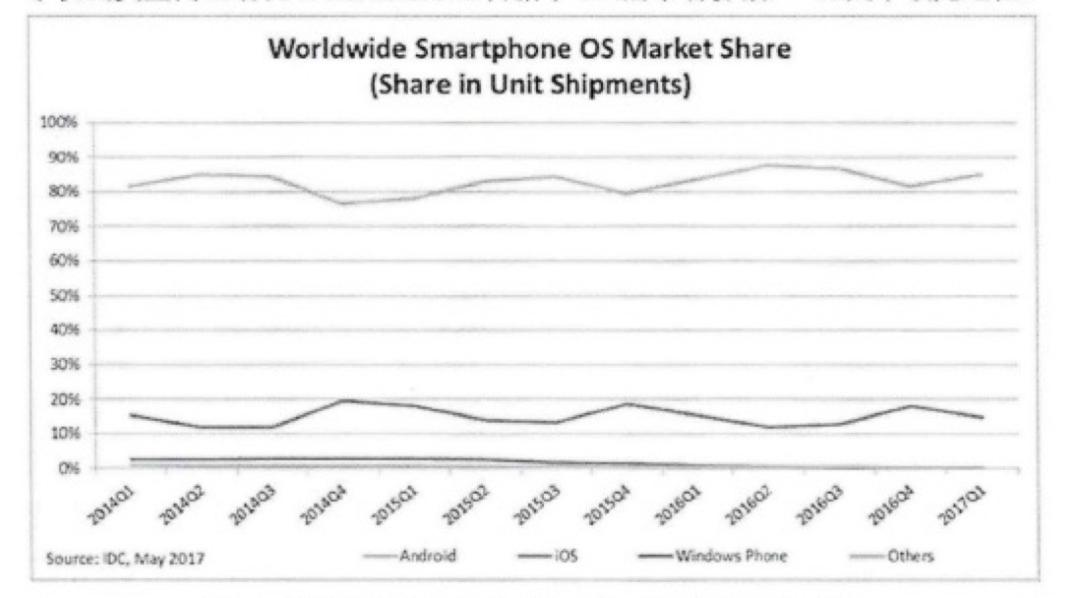 Worldwide Smartphone OS Market Share
(Share in Unit Shipments)
100%
90%
80%
70%
60%
50%
40%
30%
20%
10%
0%
2014Q1 2014Q2 2014Q3 2014Q4 2015Q1 2015Q2 2015Q3 2015Q4 2016Q1 2016Q2 2016Q3 2016Q4 2017Q1
Source: IDC, May 2017 Android iOS Windows Phone Others